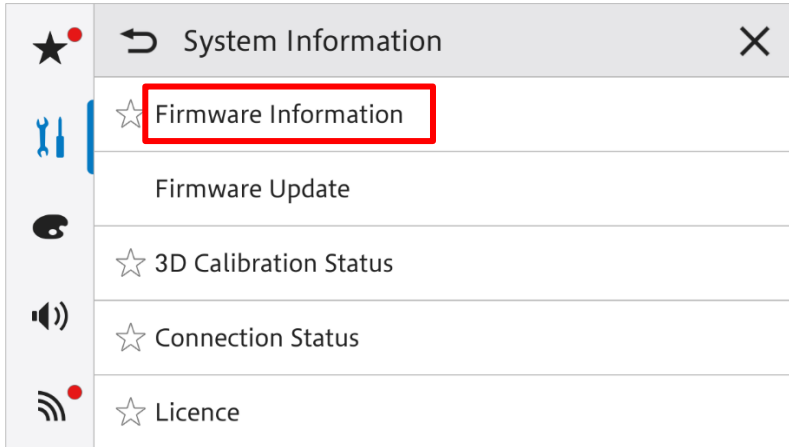 System Information
Firmware Information
Firmware Update
3D Calibration Status
Connection Status
Licence